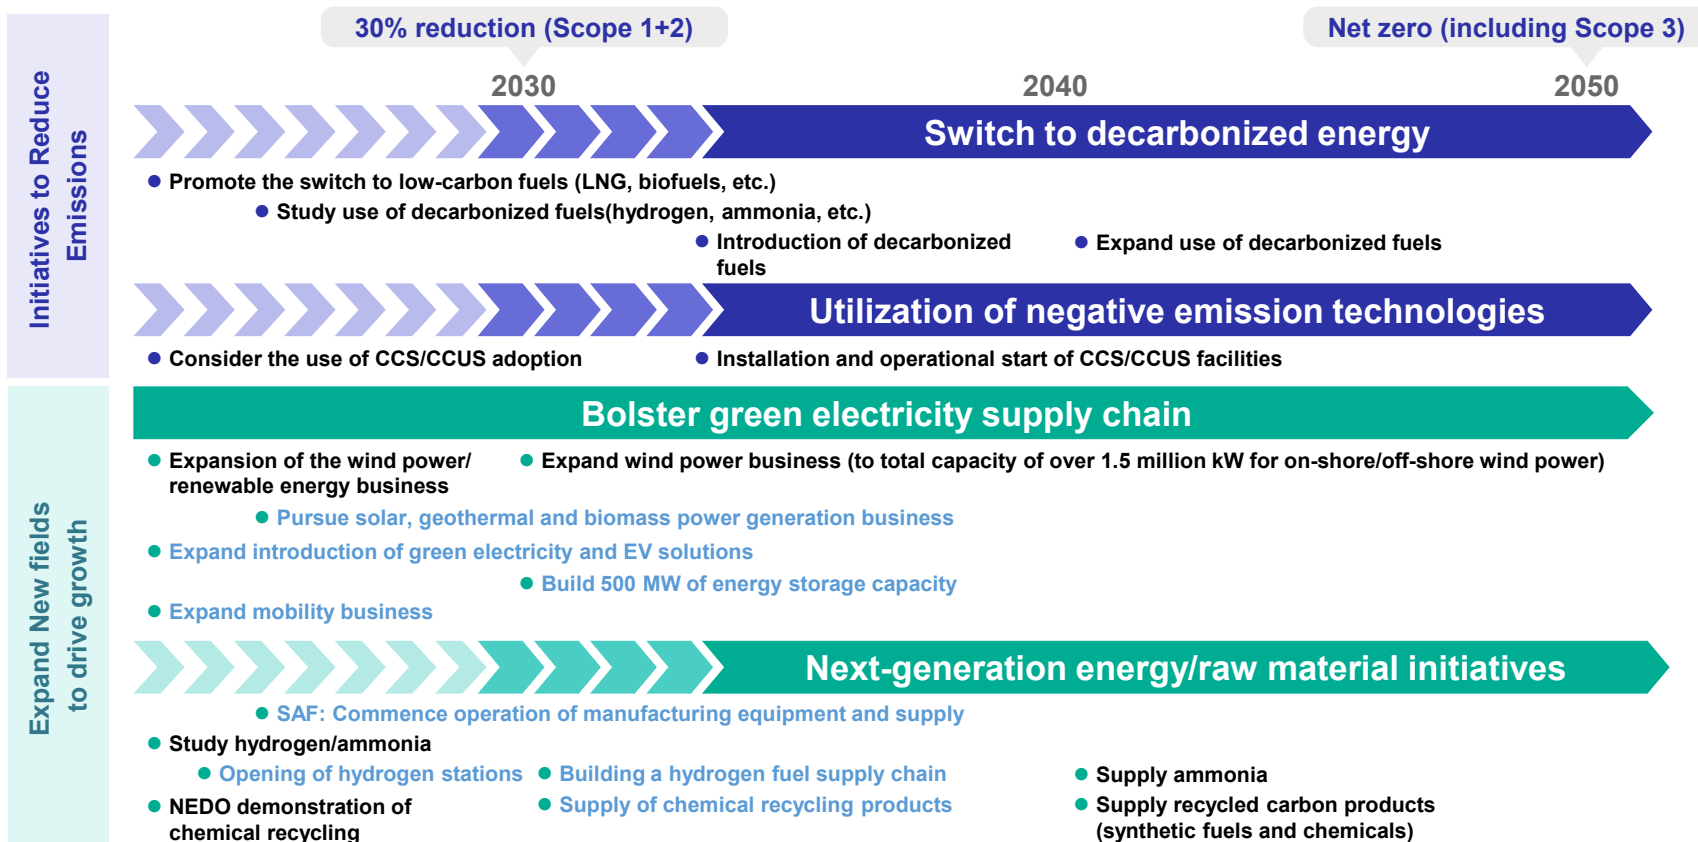 30% reduction (Scope 1+2)
Net zero (including Scope 3)
2030
2040
2050
Initiatives to Reduce
Emissions
Switch to decarbonized energy
Promote the switch to low-carbon fuels (LNG, biofuels, etc.)
Study use of decarbonized fuels(hydrogen, ammonia, etc.)
Introduction of decarbonized
fuels
Expand use of decarbonized fuels
Utilization of negative emission technologies
Consider the use of CCS/CCUS adoption
Installation and operational start of CCS/CCUS facilities
Expand New fields
to drive growth
Bolster green electricity supply chain
Expansion of the wind power/
renewable energy business
Expand wind power business (to total capacity of over 1.5 million kW for on-shore/off-shore wind power)
Pursue solar, geothermal and biomass power generation business
Expand introduction of green electricity and EV solutions
Build 500 MW of energy storage capacity
Expand mobility business
Next-generation energy/raw material initiatives
SAF: Commence operation of manufacturing equipment and supply
Study hydrogen/ammonia
Opening of hydrogen stations
Building a hydrogen fuel supply chain
Supply ammonia
NEDO demonstration of
chemical recycling
Supply of chemical recycling products
Supply recycled carbon products
(synthetic fuels and chemicals)